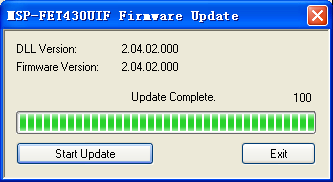 MSP-FET430UIF Firmware Update
DLL Version: 2.04.02.000
Firmware Version: 2.04.02.000
Update Complete. 100
Start Update Exit